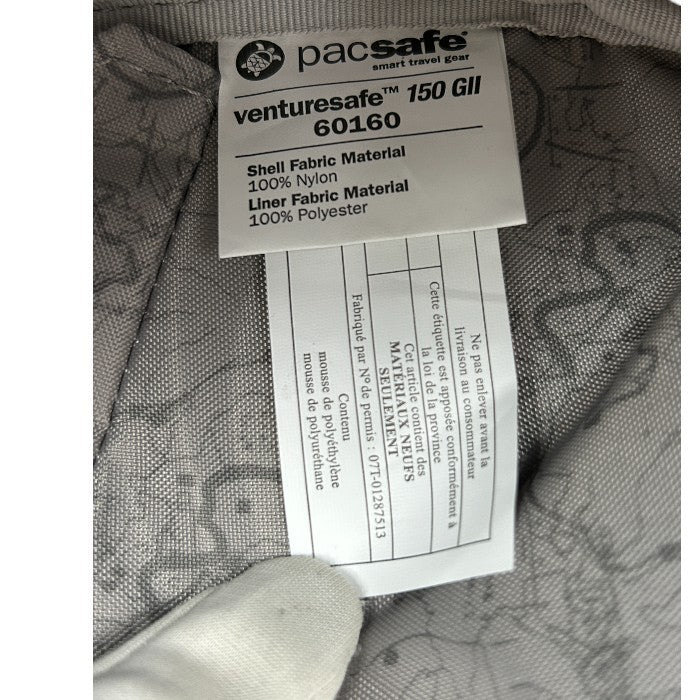 pacsafe®
smart travel gear
venturesafe™ 150 GII
60160
Shell Fabric Material
100% Nylon
Liner Fabric Material
100% Polyester
Ne pas enlever avant la
livraison au consommateur
Cette étiquette est apposée conformément à
la loi de la province
Cet article contient des
MATÉRIAUX NEUFS
SEULEMENT
Fabriqué par N° de permis : 07T-01287513
Contenu
mousse de polyéthylène
mousse de polyuréthane